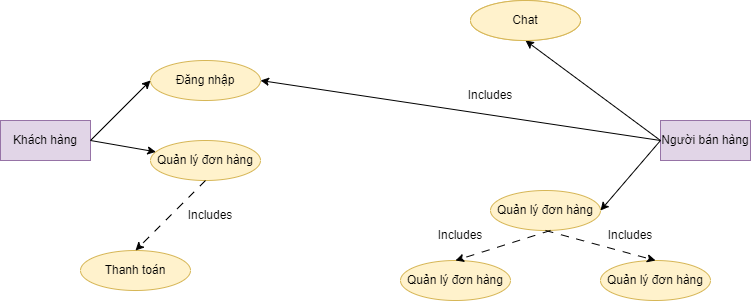 Chat
Đăng nhập
Includes
Khách hàng
Người bán hàng
Quản lý đơn hàng
Includes
Quản lý đơn hàng
Includes
Includes
Thanh toán
Quản lý đơn hàng
Quản lý đơn hàng